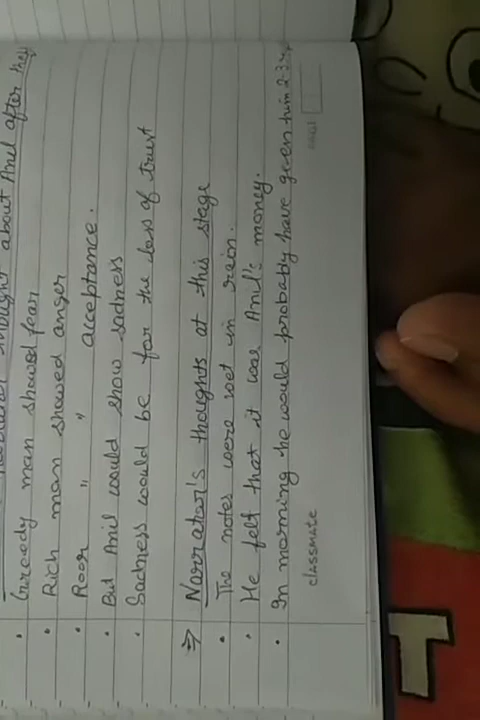 about Anil after they
• Greedy man showed fear
• Rich man showed anger
• Poor " " acceptance.
• But Anil would show sadness
• Sadness would be for the loss of trust
⇒ Narrator's thoughts at this stage
• The notes were wet in rain.
• He felt that it was Anil's money.
• In morning he would probably have given him 2-3
classmate
PAGE
T